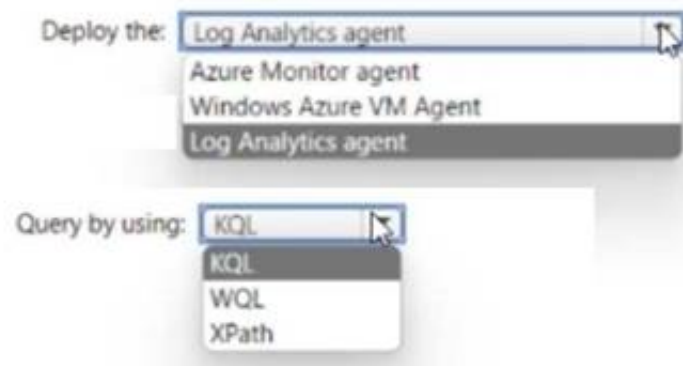 Deploy the: Log Analytics agent
Azure Monitor agent
Windows Azure VM Agent
Log Analytics agent
Query by using: KQL
KQL
WQL
XPath